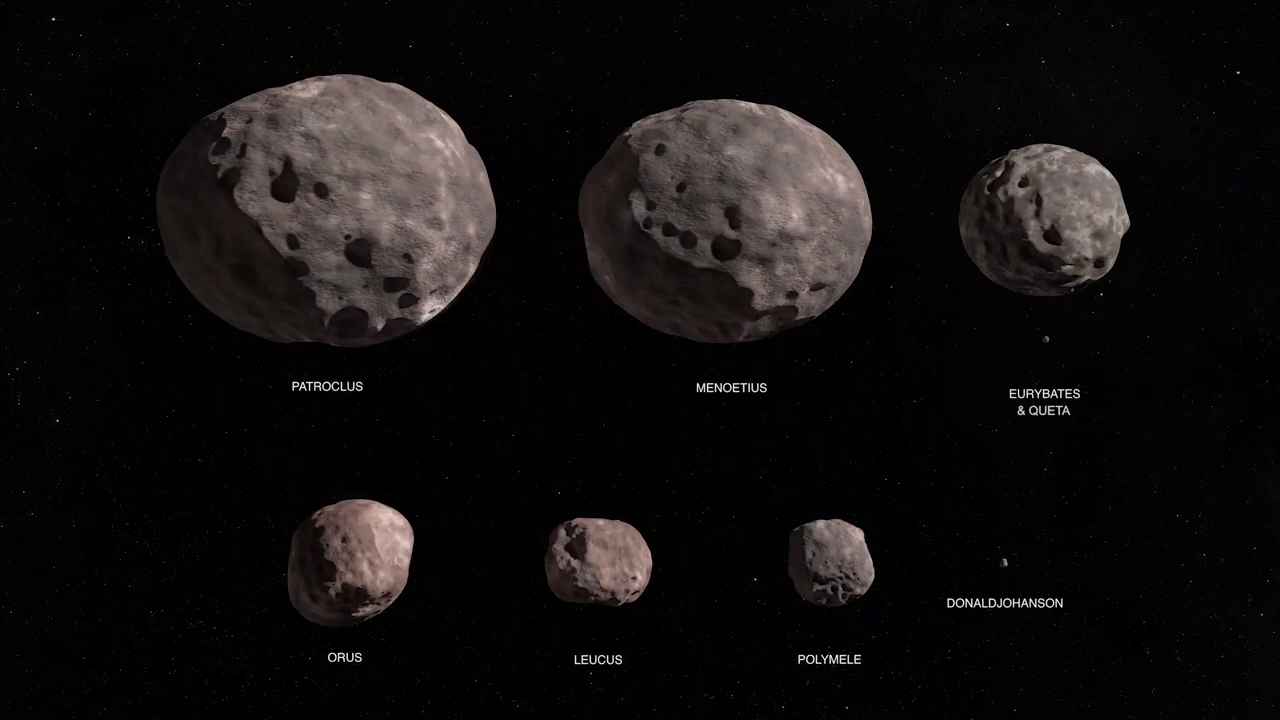 PATROCLUS
MENOETIUS
EURYBATES
& QUETA
ORUS
LEUCUS
POLYMELE
DONALDJOHANSON